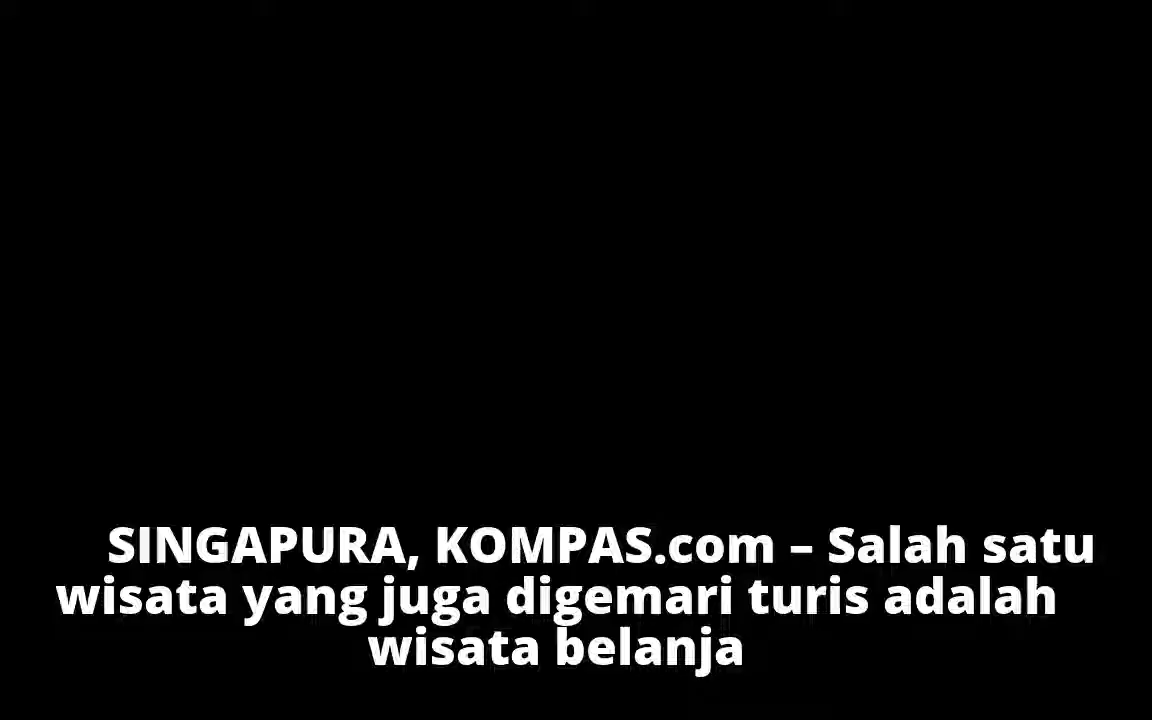 SINGAPURA, KOMPAS.com – Salah satu
wisata yang juga digemari turis adalah
wisata belanja